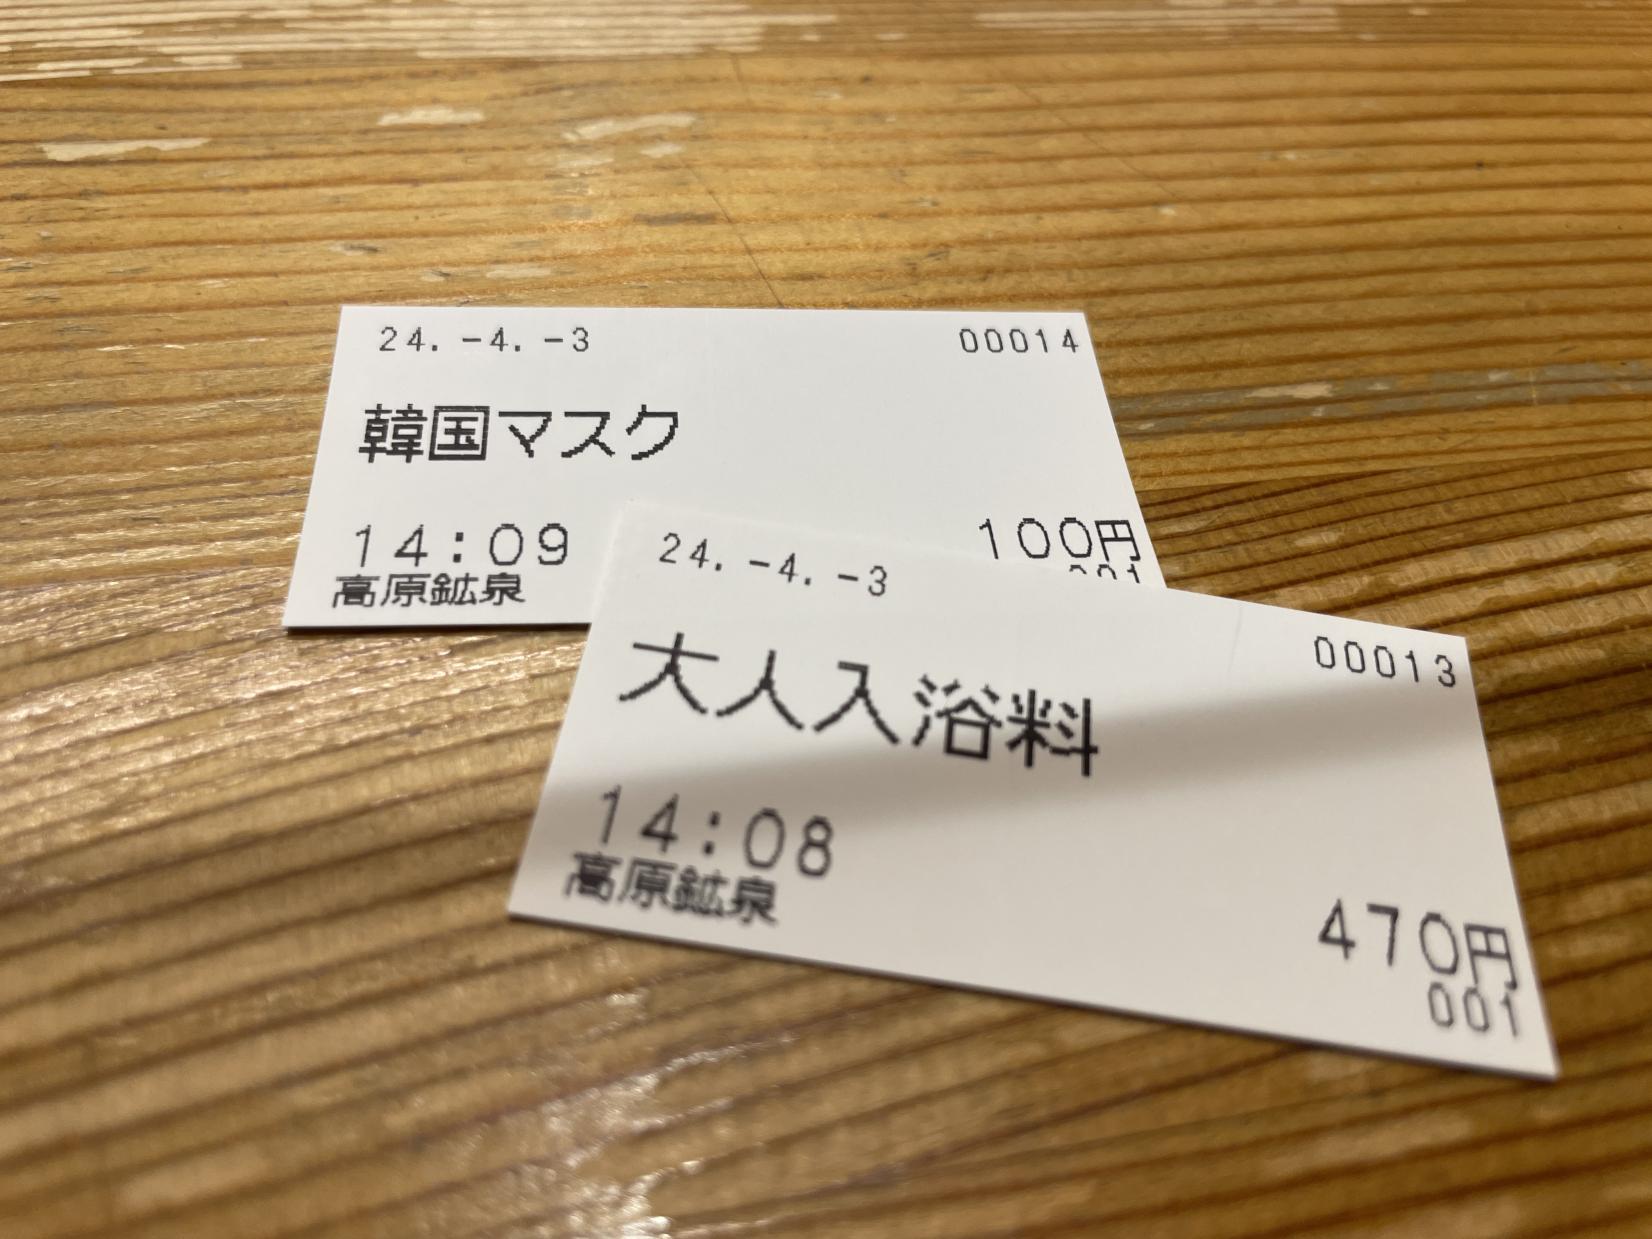 24.-4.-3 00014
韓国マスク
14:09 100円
高原鉱泉 001
24.-4.-3 00013
大人入浴料
14:08 470円
高原鉱泉 001